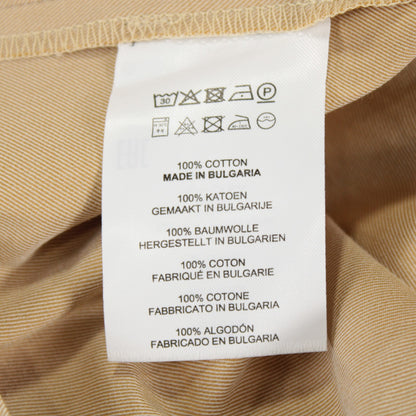 30 P
100% COTTON
MADE IN BULGARIA
100% KATOEN
GEMAAKT IN BULGARIJE
100% BAUMWOLLE
HERGESTELLT IN BULGARIEN
100% COTON
FABRIQUÉ EN BULGARIE
100% COTONE
FABBRICATO IN BULGARIA
100% ALGODÓN
FABRICADO EN BULGARIA